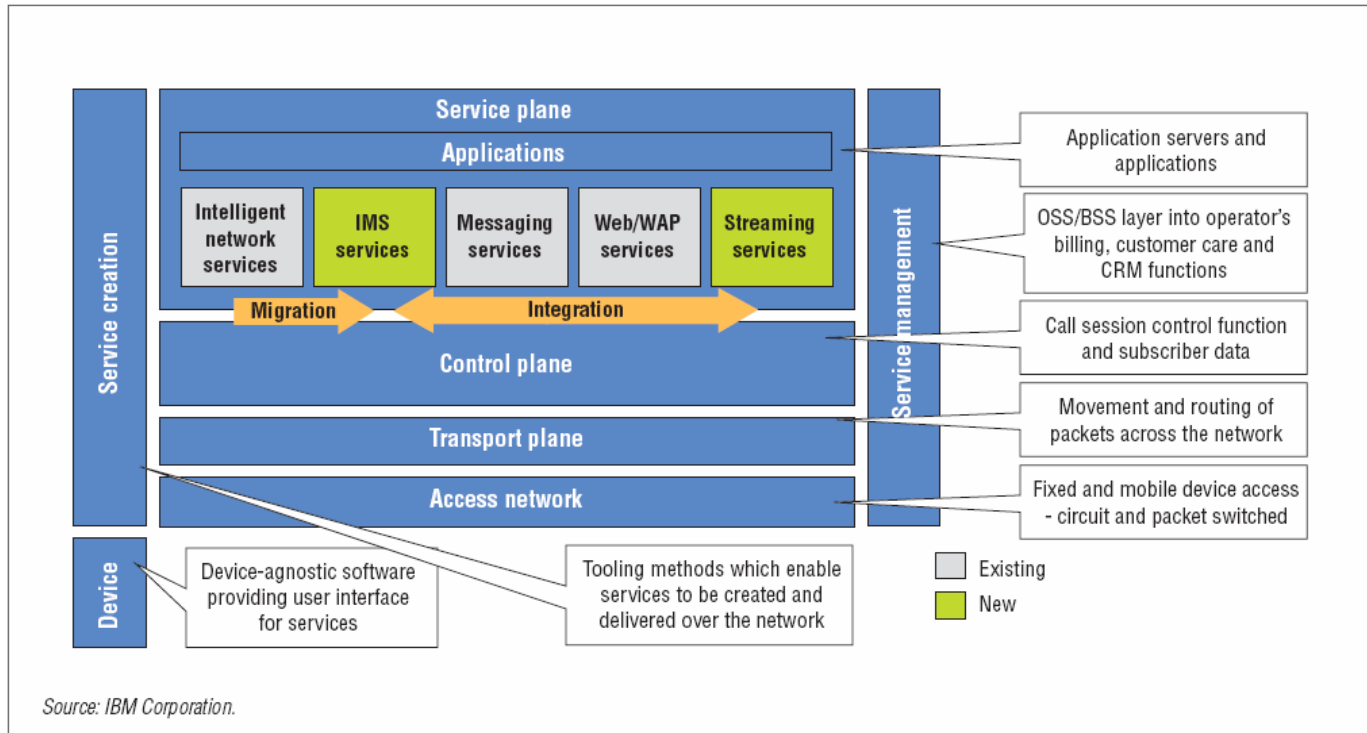 Service creation
Service plane
Applications
Intelligent
network
services
IMS
services
Messaging
services
Web/WAP
services
Streaming
services
Migration
Integration
Control plane
Transport plane
Access network
Service management
Application servers and
applications
OSS/BSS layer into operator's
billing, customer care and
CRM functions
Call session control function
and subscriber data
Movement and routing of
packets across the network
Fixed and mobile device access
- circuit and packet switched
Device
Device-agnostic software
providing user interface
for services
Tooling methods which enable
services to be created and
delivered over the network
Existing
New
Source: IBM Corporation.